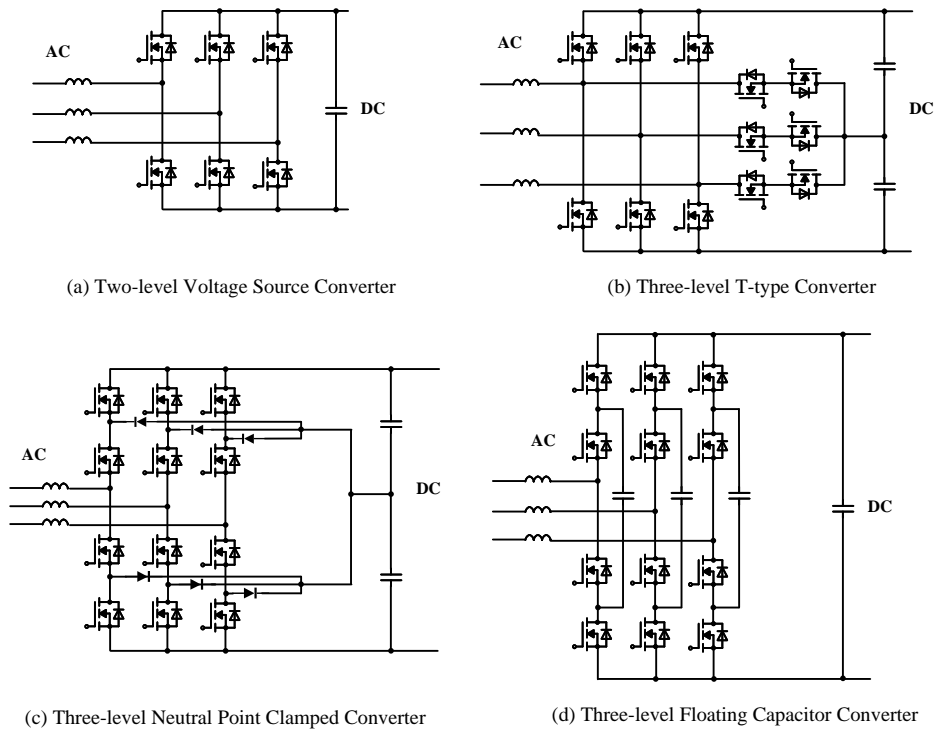 AC
DC
(a) Two-level Voltage Source Converter
AC
DC
(b) Three-level T-type Converter
AC
DC
(c) Three-level Neutral Point Clamped Converter
AC
DC
(d) Three-level Floating Capacitor Converter